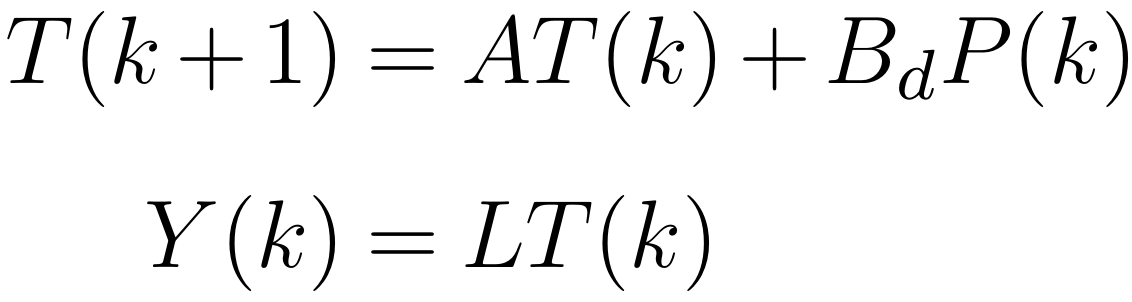 T(k + 1) = AT(k) + B_dP(k)
Y(k) = LT(k)